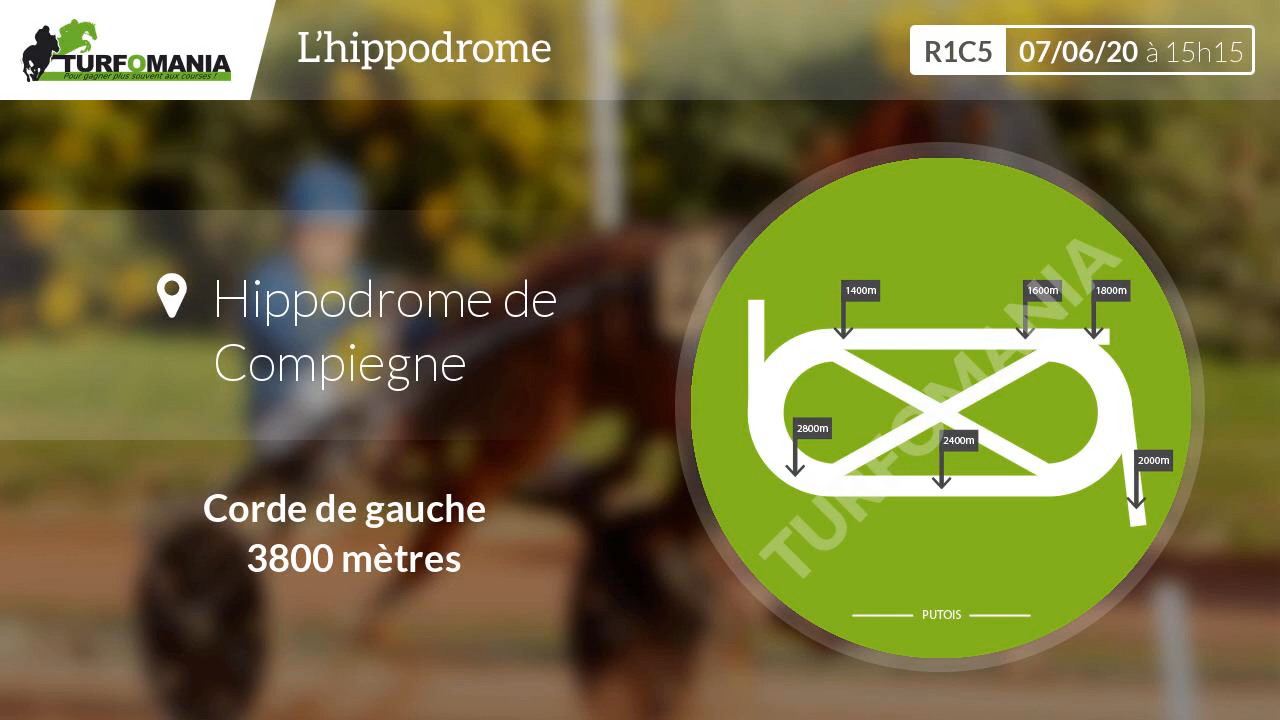 TURFOMANIA
Pour gagner plus souvent aux courses !
L'hippodrome
R1C5 07/06/20 à 15h15
Hippodrome de
Compiegne
Corde de gauche
3800 mètres
1400m
1600m
1800m
2800m
2400m
2000m
TURFOMANIA
PUTOIS